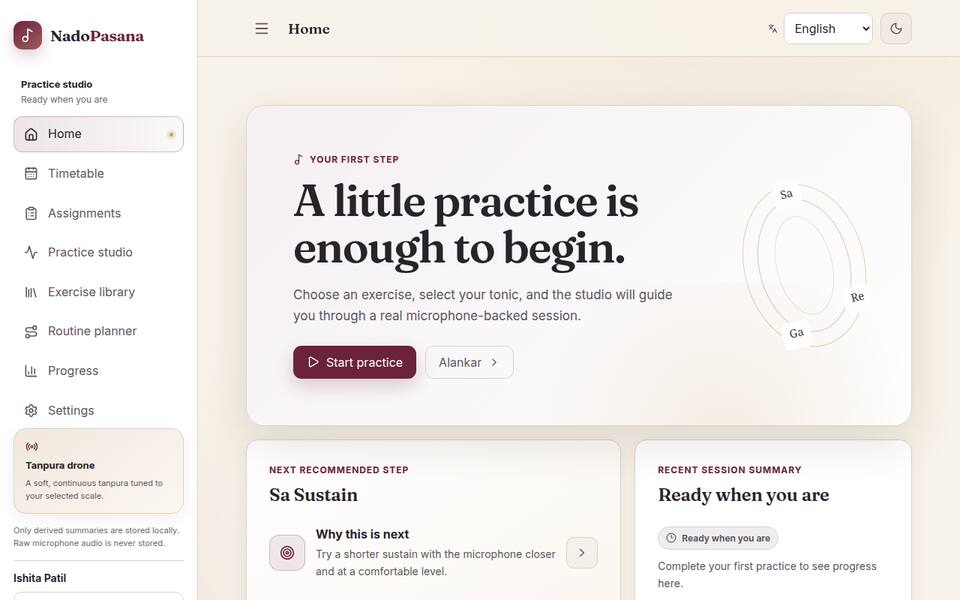 NadoPasana
Practice studio
Ready when you are
Home
Timetable
Assignments
Practice studio
Exercise library
Routine planner
Progress
Settings
Tanpura drone
A soft, continuous tanpura tuned to
your selected scale.
Only derived summaries are stored locally.
Raw microphone audio is never stored.
Ishita Patil
Home
English
YOUR FIRST STEP
A little practice is
enough to begin.
Choose an exercise, select your tonic, and the studio will guide
you through a real microphone-backed session.
Start practice
Alankar
Sa
Re
Ga
NEXT RECOMMENDED STEP
Sa Sustain
Why this is next
Try a shorter sustain with the microphone closer
and at a comfortable level.
RECENT SESSION SUMMARY
Ready when you are
Ready when you are
Complete your first practice to see progress
here.